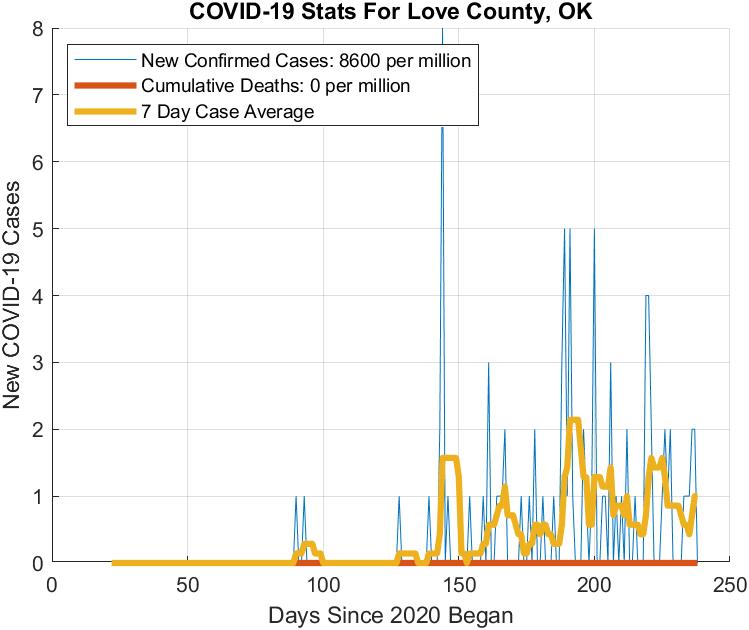 COVID-19 Stats For Love County, OK
8
New Confirmed Cases: 8600 per million
Cumulative Deaths: 0 per million
7 Day Case Average
7
6
5
4
3
2
1
0
New COVID-19 Cases
0 50 100 150 200 250
Days Since 2020 Began